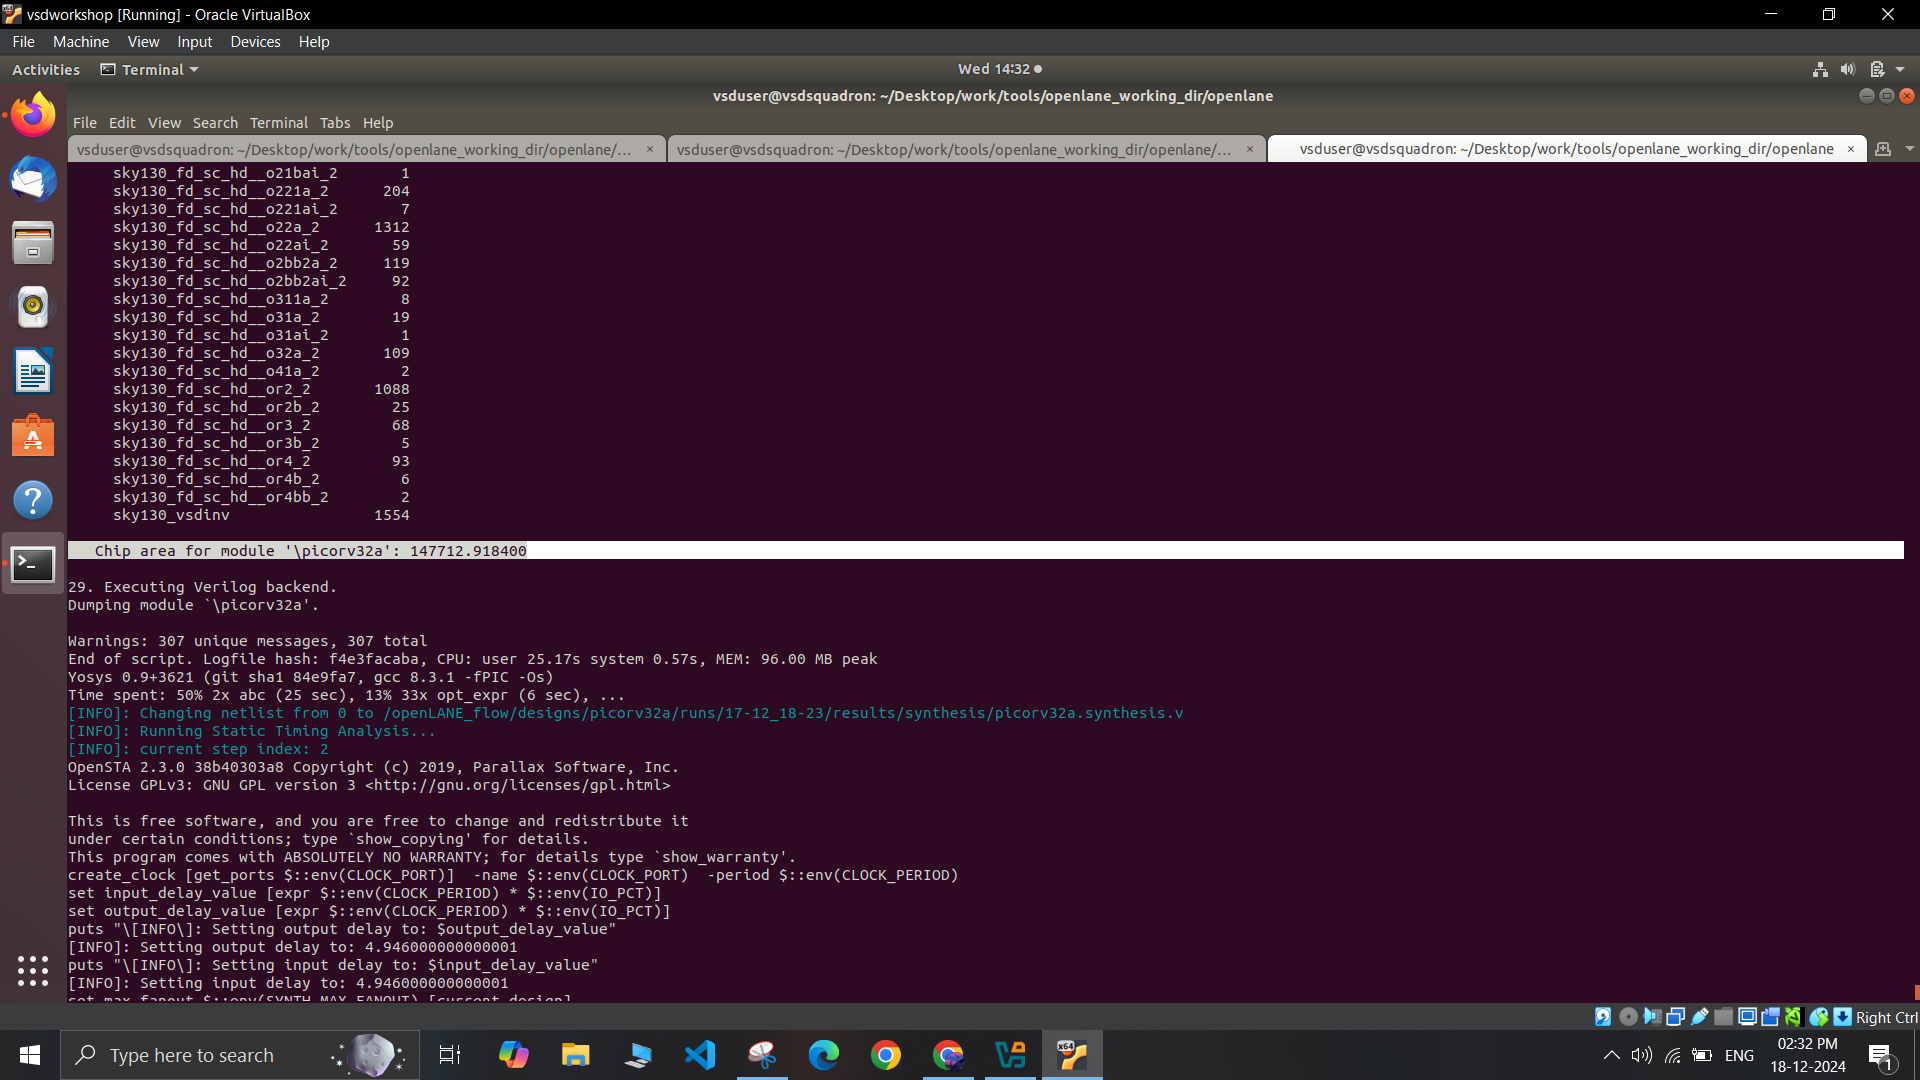 vsdworkshop [Running] - Oracle VirtualBox
File Machine View Input Devices Help
Activities Terminal Wed 14:32
vsduser@vsdsquadron: ~/Desktop/work/tools/openlane_working_dir/openlane
File Edit View Search Terminal Tabs Help
vsduser@vsdsquadron: ~/Desktop/work/tools/openlane_working_dir/openlane/... × vsduser@vsdsquadron: ~/Desktop/work/tools/openlane_working_dir/openlane/... × vsduser@vsdsquadron: ~/Desktop/work/tools/openlane_working_dir/openlane ×
sky130_fd_sc_hd__o21bai_2 1
sky130_fd_sc_hd__o221a_2 204
sky130_fd_sc_hd__o221ai_2 7
sky130_fd_sc_hd__o22a_2 1312
sky130_fd_sc_hd__o22ai_2 59
sky130_fd_sc_hd__o2bb2a_2 119
sky130_fd_sc_hd__o2bb2ai_2 92
sky130_fd_sc_hd__o311a_2 8
sky130_fd_sc_hd__o31a_2 19
sky130_fd_sc_hd__o31ai_2 1
sky130_fd_sc_hd__o32a_2 109
sky130_fd_sc_hd__o41a_2 2
sky130_fd_sc_hd__or2_2 1088
sky130_fd_sc_hd__or2b_2 25
sky130_fd_sc_hd__or3_2 68
sky130_fd_sc_hd__or3b_2 5
sky130_fd_sc_hd__or4_2 93
sky130_fd_sc_hd__or4b_2 6
sky130_fd_sc_hd__or4bb_2 2
sky130_vsdinv 1554
Chip area for module '\picorv32a': 147712.918400
29. Executing Verilog backend.
Dumping module `\picorv32a'.
Warnings: 307 unique messages, 307 total
End of script. Logfile hash: f4e3facaba, CPU: user 25.17s system 0.57s, MEM: 96.00 MB peak
Yosys 0.9+3621 (git sha1 84e9fa7, gcc 8.3.1 -fPIC -Os)
Time spent: 50% 2x abc (25 sec), 13% 33x opt_expr (6 sec), ...
[INFO]: Changing netlist from 0 to /openLANE_flow/designs/picorv32a/runs/17-12_18-23/results/synthesis/picorv32a.synthesis.v
[INFO]: Running Static Timing Analysis...
[INFO]: current step index: 2
OpenSTA 2.3.0 38b40303a8 Copyright (c) 2019, Parallax Software, Inc.
License GPLv3: GNU GPL version 3 <http://gnu.org/licenses/gpl.html>
This is free software, and you are free to change and redistribute it
under certain conditions; type `show_copying' for details.
This program comes with ABSOLUTELY NO WARRANTY; for details type `show_warranty'.
create_clock [get_ports $::env(CLOCK_PORT)]  -name $::env(CLOCK_PORT)  -period $::env(CLOCK_PERIOD)
set input_delay_value [expr $::env(CLOCK_PERIOD) * $::env(IO_PCT)]
set output_delay_value [expr $::env(CLOCK_PERIOD) * $::env(IO_PCT)]
puts "\[INFO\]: Setting output delay to: $output_delay_value"
[INFO]: Setting output delay to: 4.946000000000001
puts "\[INFO\]: Setting input delay to: $input_delay_value"
[INFO]: Setting input delay to: 4.946000000000001
set max_fanout $::env(SYNTH_MAX_FANOUT) [current_design]
Right Ctrl
Type here to search
ENG
02:32 PM
18-12-2024
1
x64